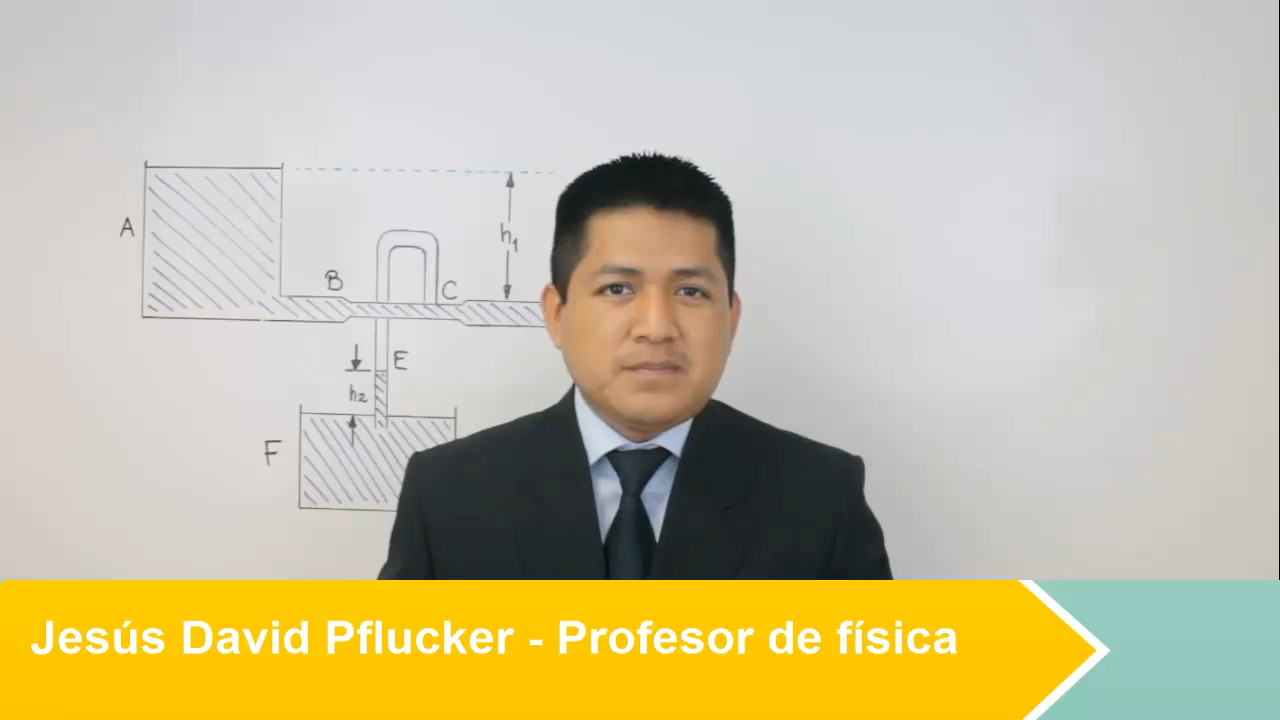 A
h₁
B
C
E
h₂
F
Jesús David Pflucker - Profesor de física